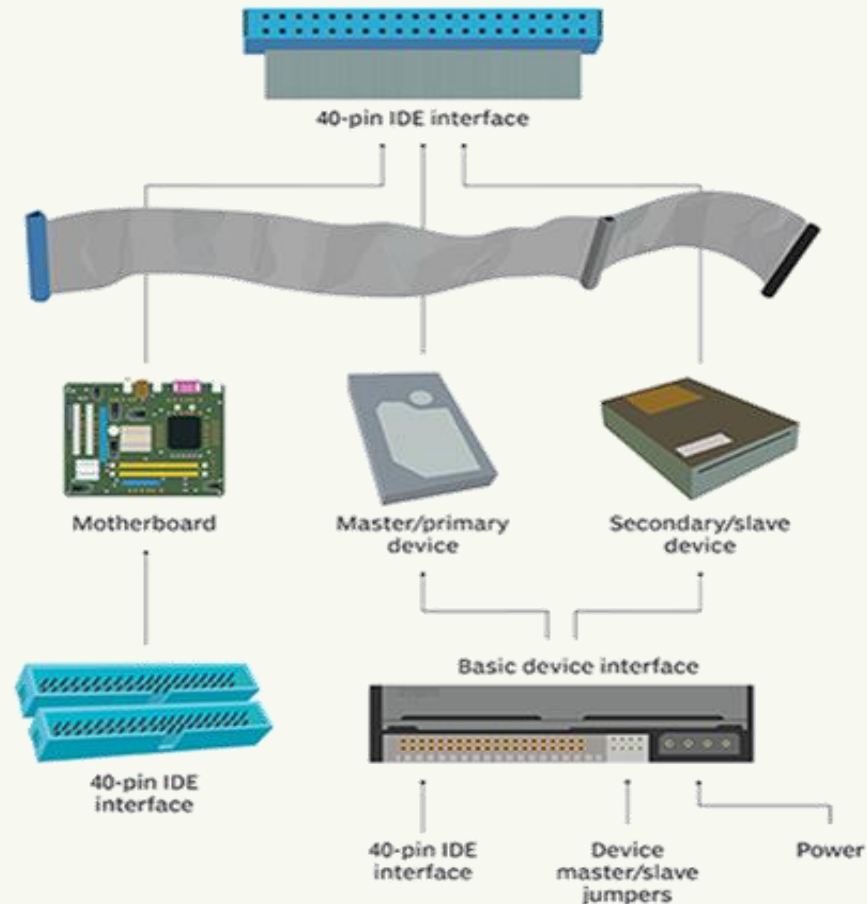 40-pin IDE interface
Motherboard
Master/primary
device
Secondary/slave
device
Basic device interface
40-pin IDE
interface
40-pin IDE
interface
Device
master/slave
jumpers
Power